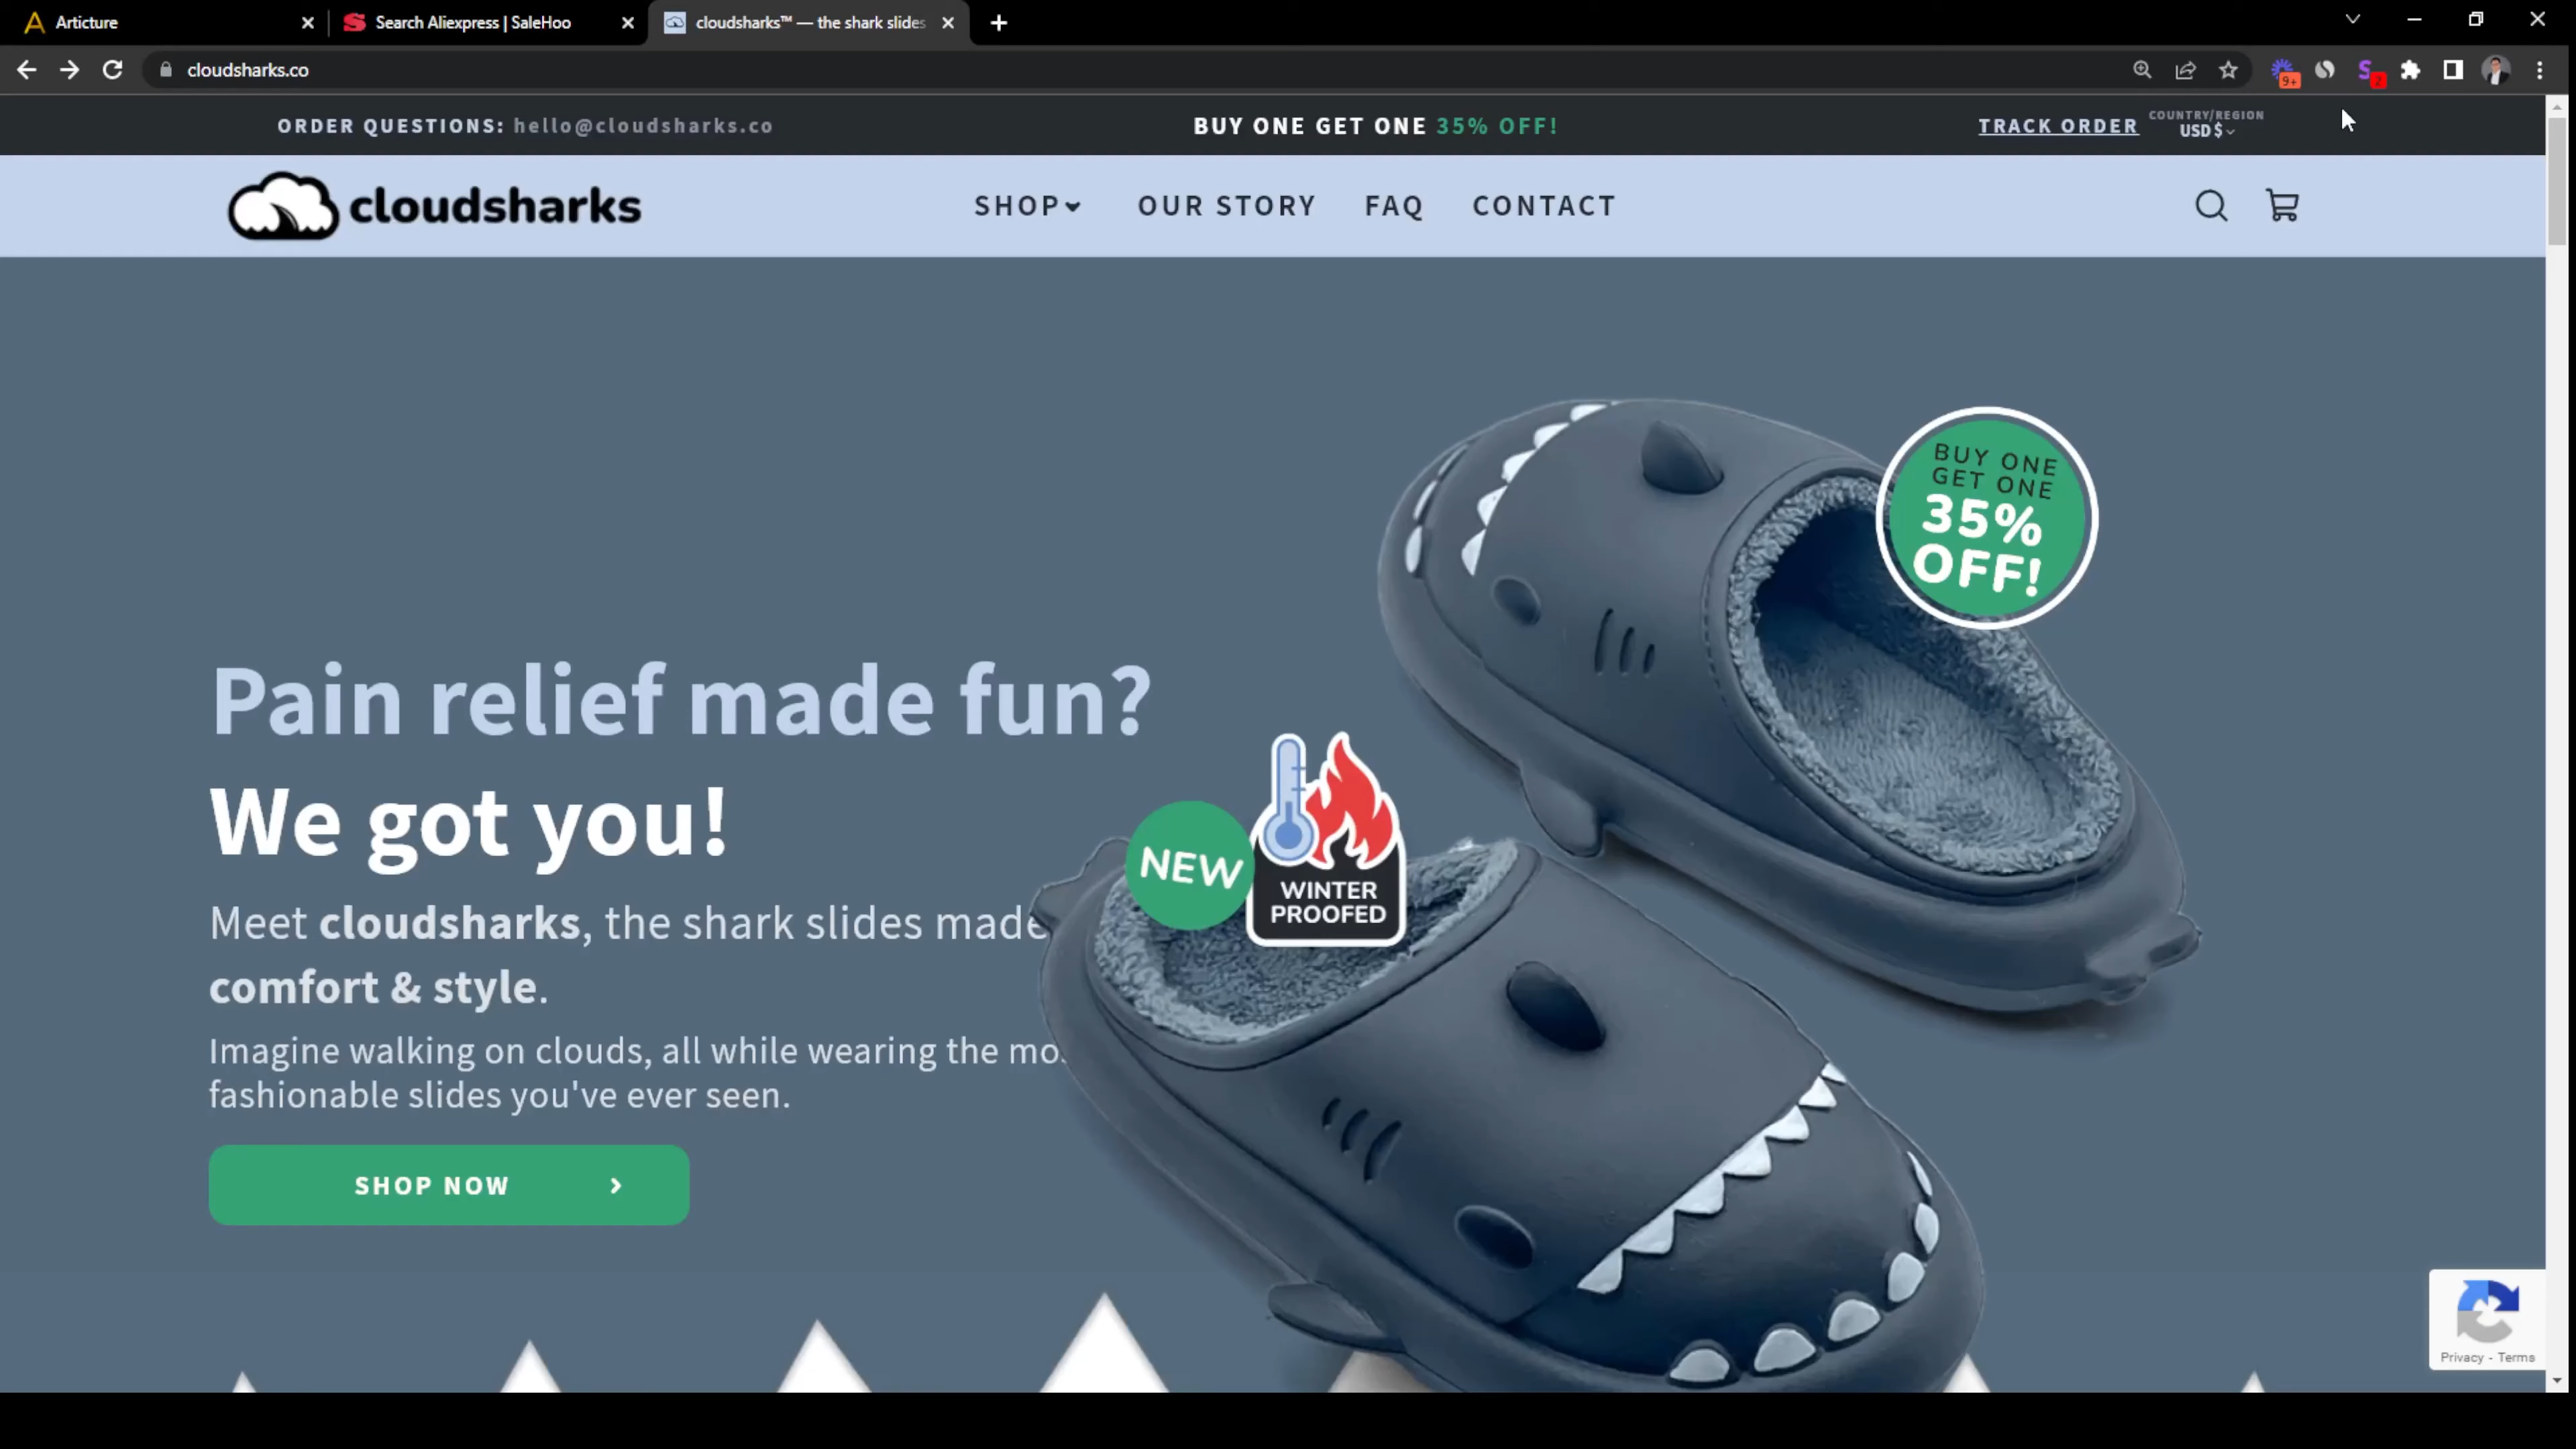 Articture
Search Aliexpress | SaleHoo
cloudsharks™ — the shark slides
cloudsharks.co
9+
2
ORDER QUESTIONS: hello@cloudsharks.co
BUY ONE GET ONE 35% OFF!
TRACK ORDER
COUNTRY/REGION
USD $
cloudsharks
SHOP
OUR STORY
FAQ
CONTACT
BUY ONE
GET ONE
35%
OFF!
Pain relief made fun?
We got you!
NEW
WINTER
PROOFED
Meet cloudsharks, the shark slides made
comfort & style.
Imagine walking on clouds, all while wearing the
fashionable slides you've ever seen.
SHOP NOW
Privacy - Terms